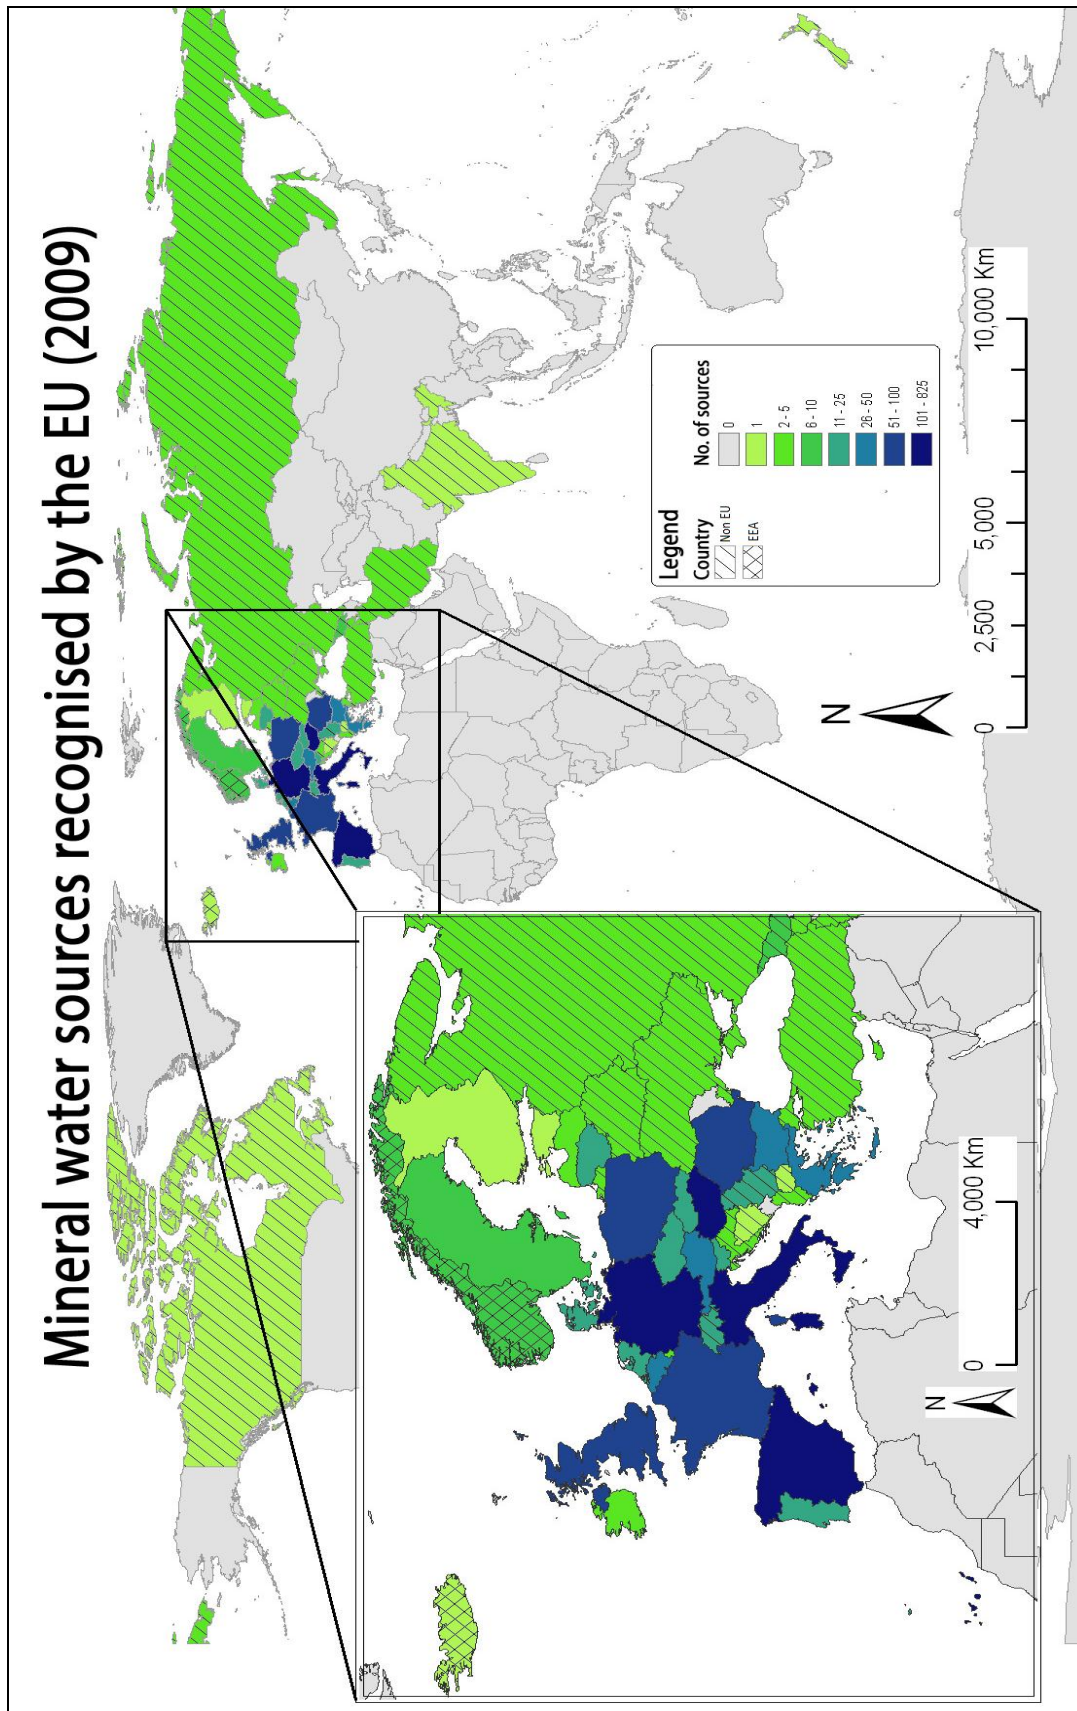 Mineral water sources recognised by the EU (2009)
Legend
Country
Non EU
EEA
No. of sources
0
1
2 - 5
6 - 10
11 - 25
26 - 50
51 - 100
101 - 825
N
0 2,500 5,000 10,000 Km
N
0 4,000 Km